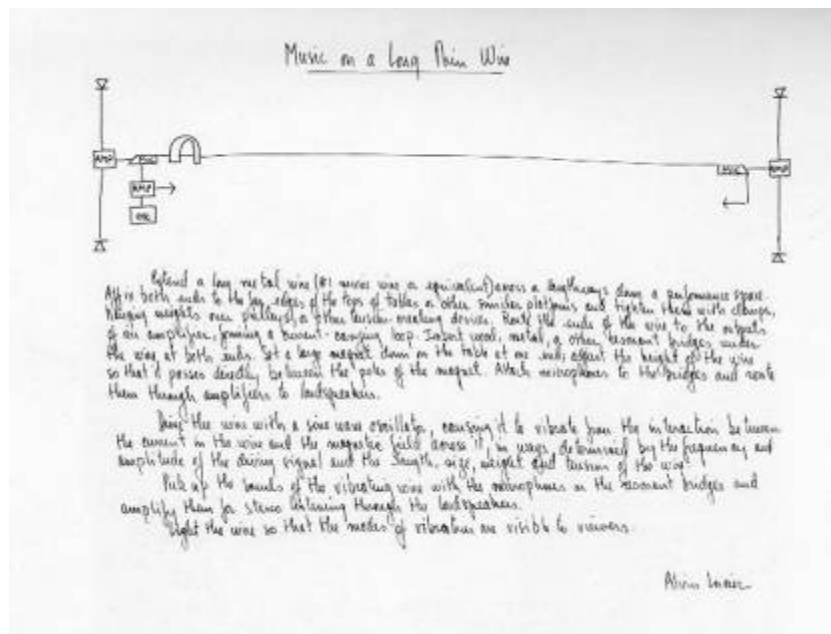 Music on a Long Thin Wire
AMP MIC MIC AMP
AMP
OSC
Extend a long metal wire (#1 music wire or equivalent) across or lengthways along a performance space.
Affix both ends to the far edges of the tops of tables or other similar platforms and tighten them with clamps,
hanging weights over pulleys, or other tension-creating devices. Route the ends of the wire to the outputs
of an amplifier, forming a current-carrying loop. Insert wood, metal, or other resonant bridges under
the wire at both ends. Set a large magnet down on the table at one end, adjust the height of the wire
so that it passes directly between the poles of the magnet. Attach microphones to the bridges and route
them through amplifiers to loudspeakers.
Drive the wire with a sine wave oscillator, causing it to vibrate from the interaction between
the current in the wire and the magnetic field across it, in ways determined by the frequency and
amplitude of the driving signal and the length, size, weight and tension of the wire.
Pick up the sounds of the vibrating wire with the microphones on the resonant bridges and
amplify them for stereo listening through the loudspeakers.
Light the wire so that the modes of vibration are visible to viewers.
Alvin Lucier